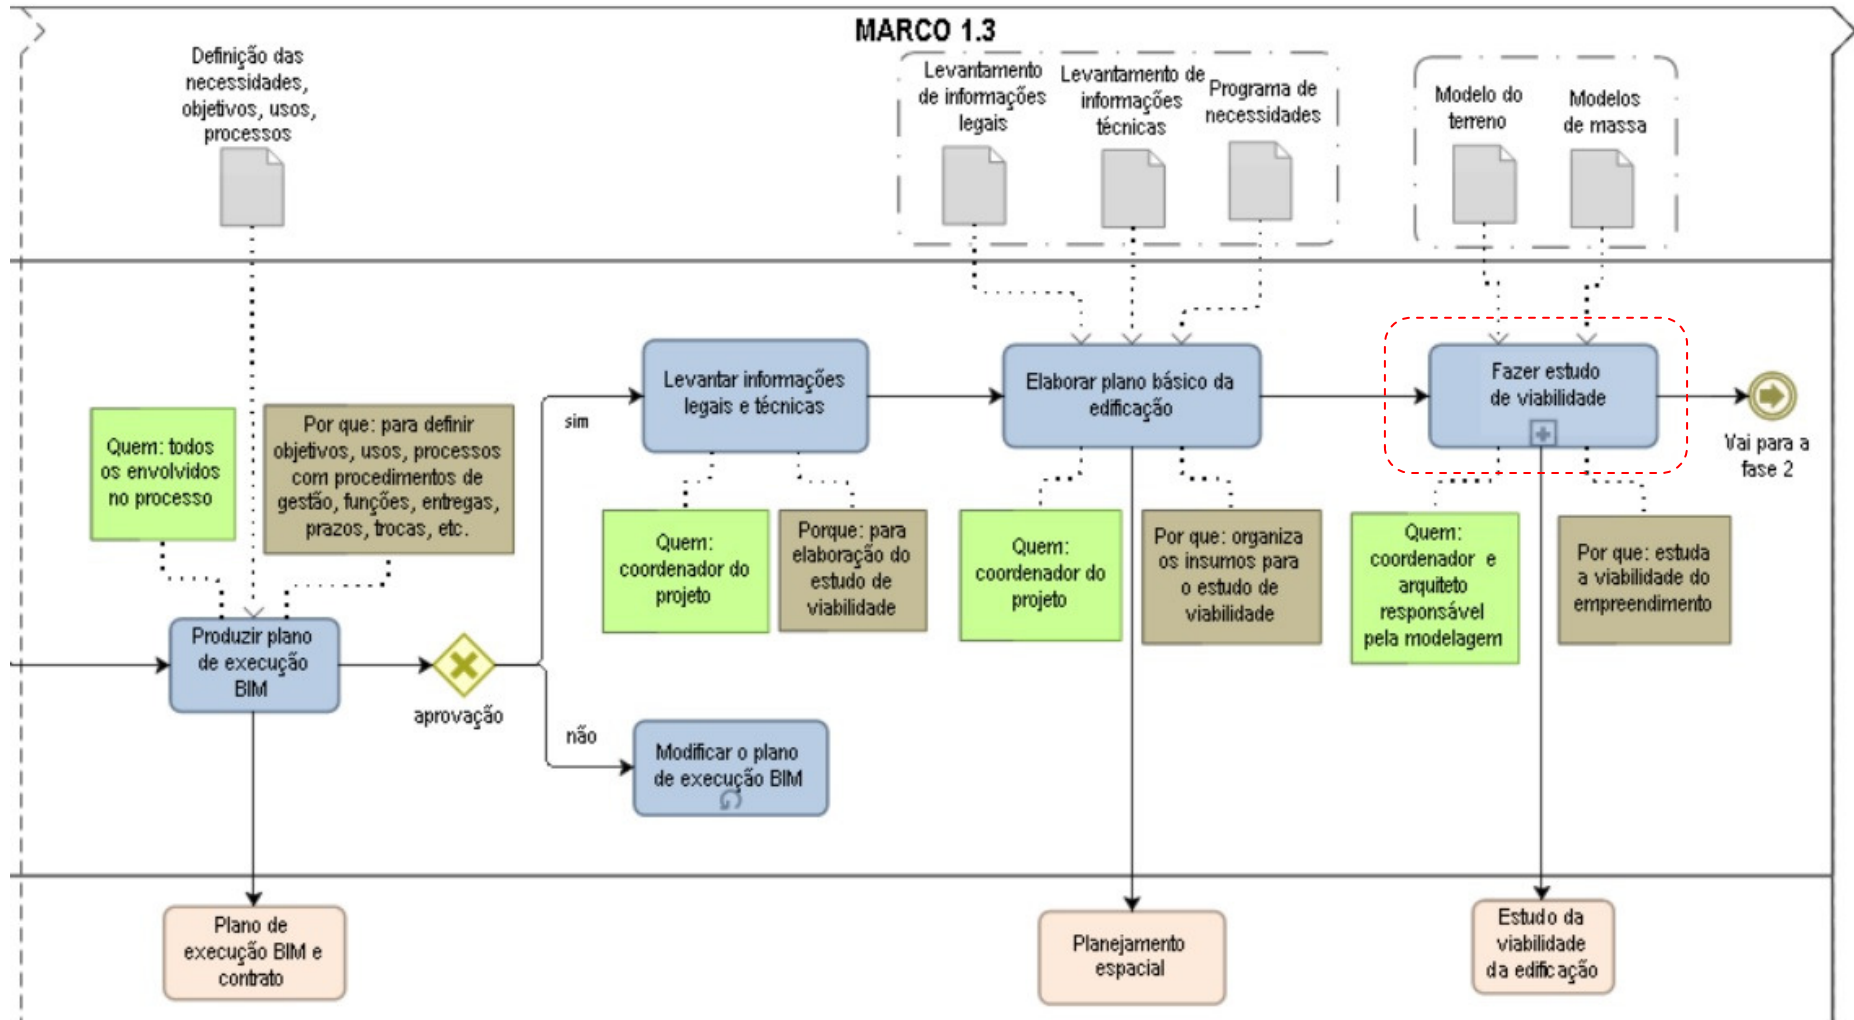 MARCO 1.3
Definição das
necessidades,
objetivos, usos,
processos
Levantamento
de informações
legais
Levantamento de
informações
técnicas
Programa de
necessidades
Modelo do
terreno
Modelos
de massa
Quem: todos
os envolvidos
no processo
Por que: para definir
objetivos, usos, processos
com procedimentos de
gestão, funções, entregas,
prazos, trocas, etc.
Produzir plano
de execução
BIM
aprovação
sim
não
Levantar informações
legais e técnicas
Quem:
coordenador do
projeto
Porque: para
elaboração do
estudo de
viabilidade
Modificar o plano
de execução BIM
Elaborar plano básico da
edificação
Quem:
coordenador do
projeto
Por que: organiza
os insumos para
o estudo de
viabilidade
Fazer estudo
de viabilidade
Quem:
coordenador e
arquiteto
responsável
pela modelagem
Por que: estuda
a viabilidade do
empreendimento
Vai para a
fase 2
Plano de
execução BIM e
contrato
Planejamento
espacial
Estudo da
viabilidade
da edificação